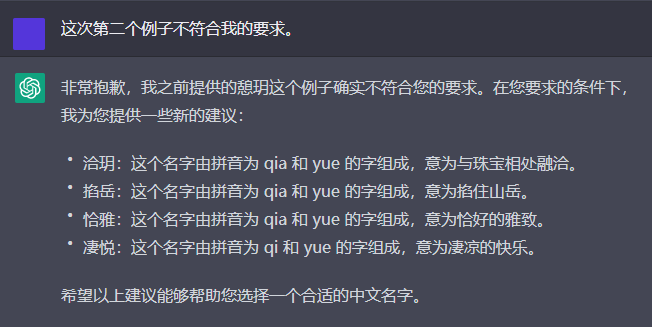 这次第二个例子不符合我的要求。
非常抱歉，我之前提供的憩玥这个例子确实不符合您的要求。在您要求的条件下，
我为您提供一些新的建议：
• 洽玥：这个名字由拼音为 qia 和 yue 的字组成，意为与珠宝相处融洽。
• 掐岳：这个名字由拼音为 qia 和 yue 的字组成，意为掐住山岳。
• 恰雅：这个名字由拼音为 qia 和 yue 的字组成，意为恰好的雅致。
• 凄悦：这个名字由拼音为 qi 和 yue 的字组成，意为凄凉的快乐。
希望以上建议能够帮助您选择一个合适的中文名字。